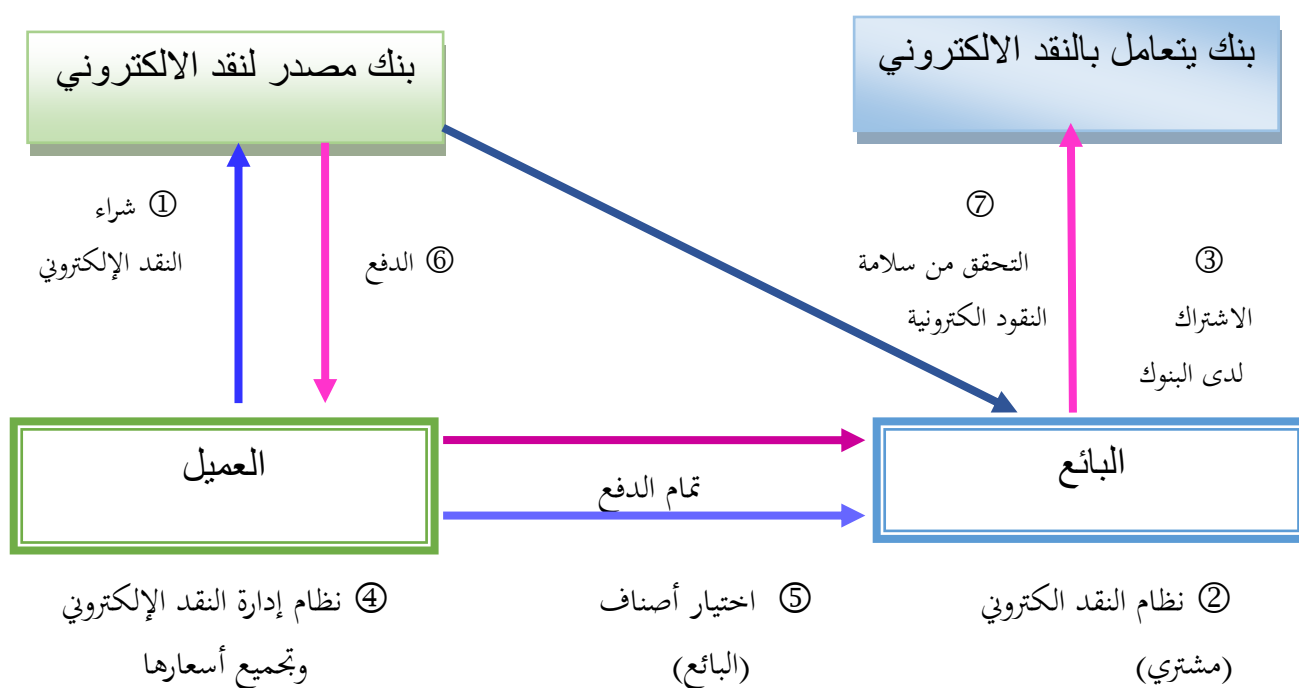 بنك مصدر لنقد الالكتروني
بنك يتعامل بالنقد الالكتروني
① شراء
النقد الإلكتروني
⑥ الدفع
⑦
التحقق من سلامة
النقود الكترونية
③
الاشتراك
لدى البنوك
العميل
تمام الدفع
البائع
④ نظام إدارة النقد الإلكتروني
وتجميع أسعارها
⑤ اختيار أصناف
(البائع)
② نظام النقد الكتروني
(مشتري)